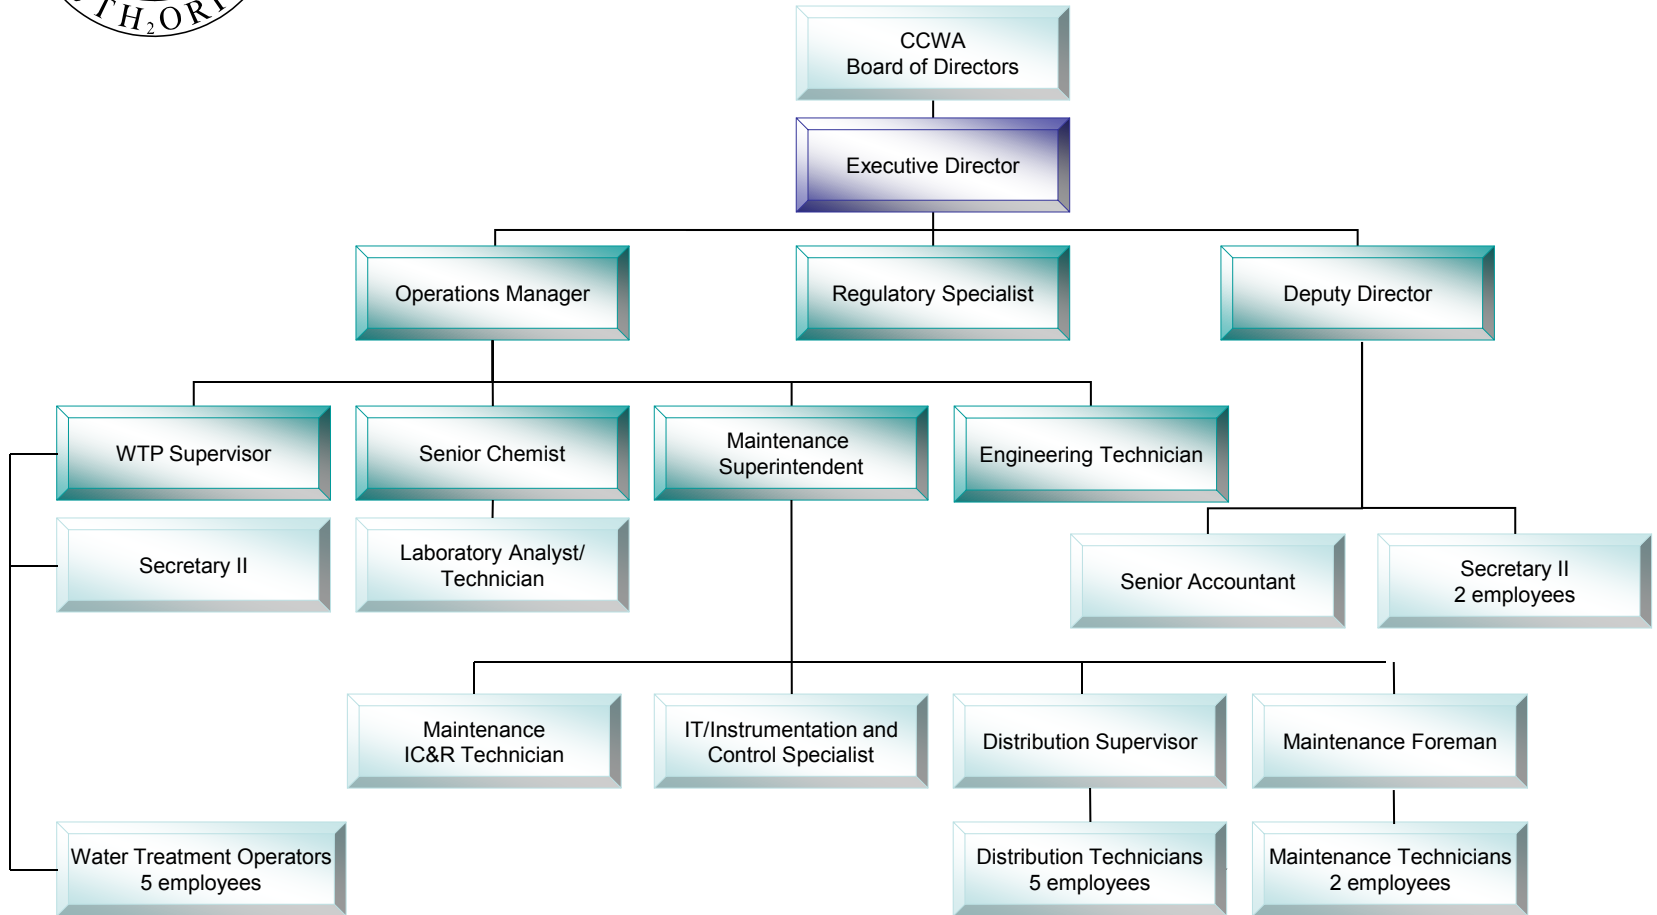 TH₂ORI
CCWA
Board of Directors
Executive Director
Operations Manager
Regulatory Specialist
Deputy Director
WTP Supervisor
Senior Chemist
Maintenance
Superintendent
Engineering Technician
Secretary II
Laboratory Analyst/
Technician
Senior Accountant
Secretary II
2 employees
Maintenance
IC&R Technician
IT/Instrumentation and
Control Specialist
Distribution Supervisor
Maintenance Foreman
Water Treatment Operators
5 employees
Distribution Technicians
5 employees
Maintenance Technicians
2 employees